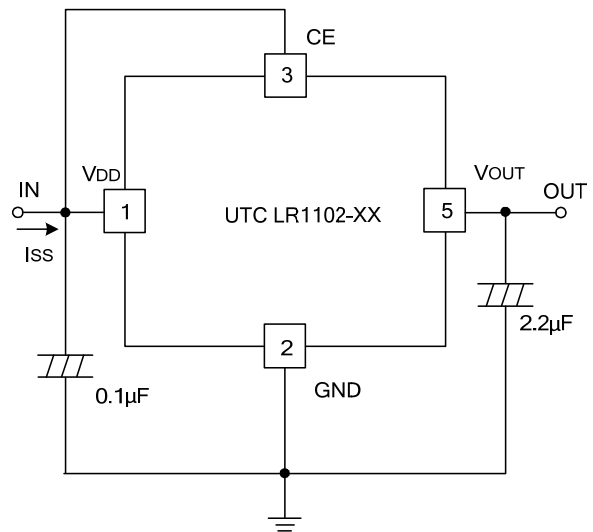 CE
3
VDD
VOUT
IN
1
UTC LR1102-XX
5
OUT
ISS
2.2µF
2
0.1µF
GND